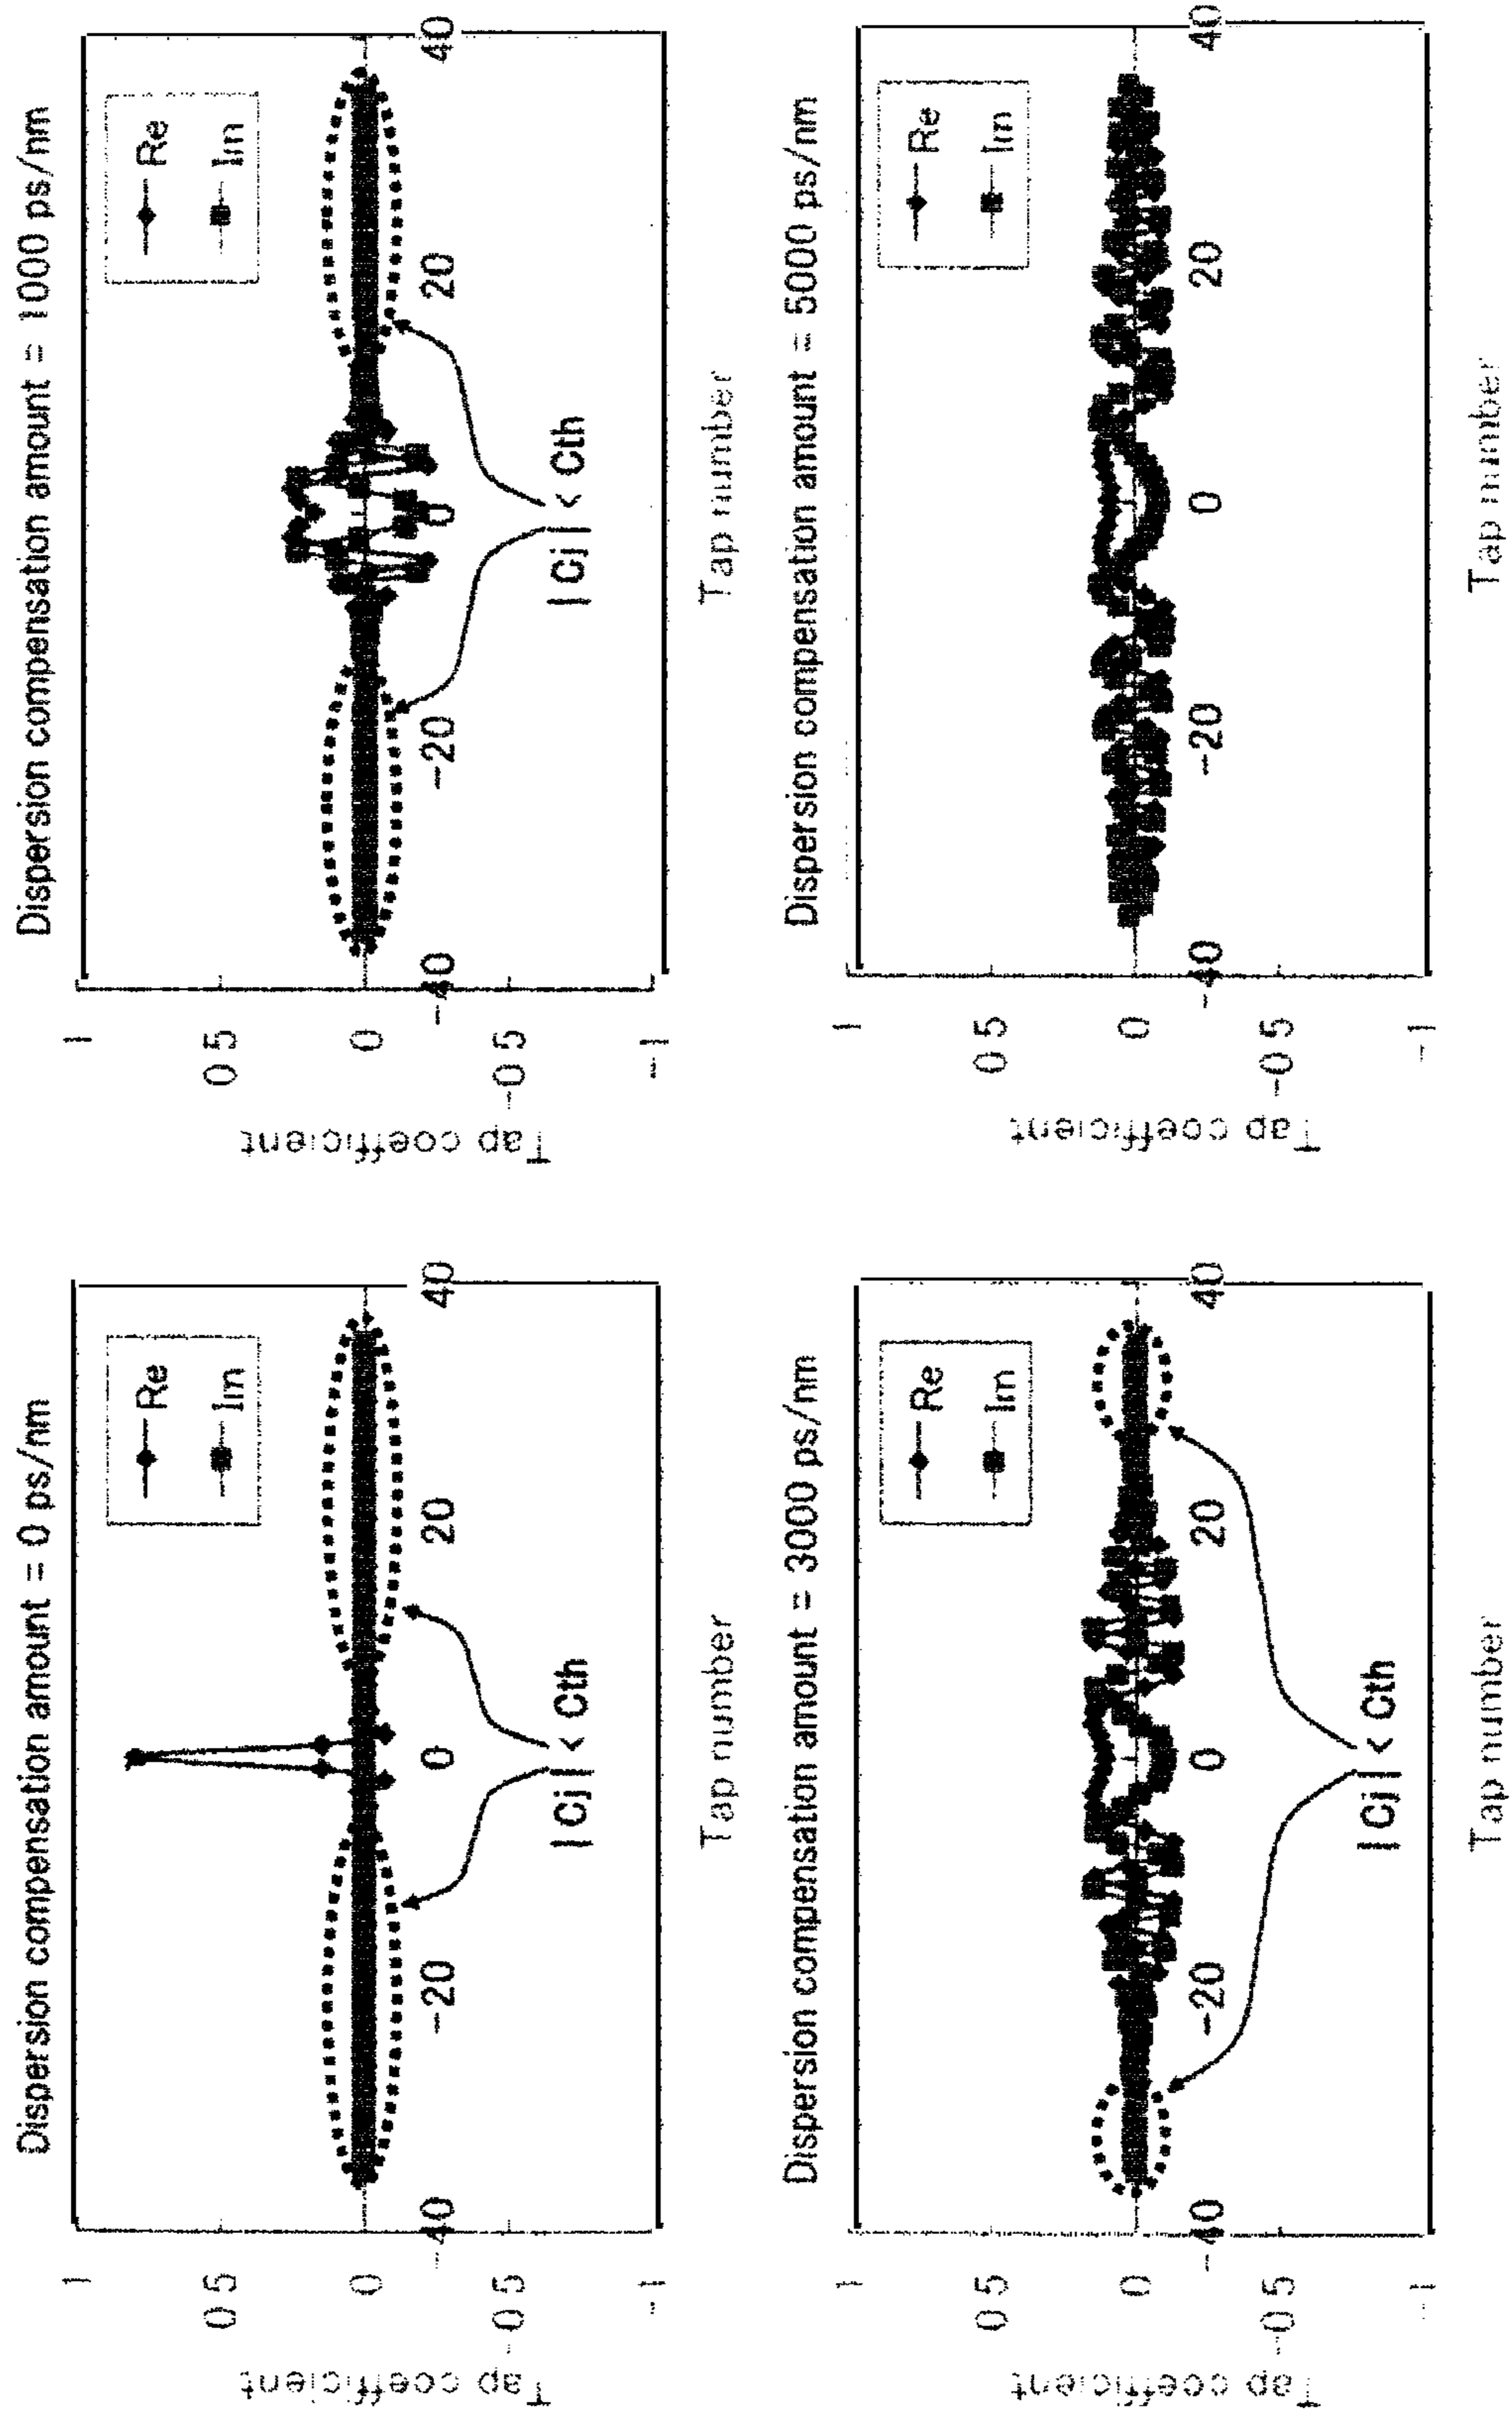 Dispersion compensation amount = 0 ps/nm
1
0 5
0
-0 5
-1
Tap coefficient
Re
Im
-40
-20
0
20
40
|Cj| < Cth
Tap number
Dispersion compensation amount = 1000 ps/nm
1
0 5
0
-0 5
-1
Tap coefficient
Re
Im
-40
-20
0
20
40
|Cj| < Cth
Tap number
Dispersion compensation amount = 3000 ps/nm
1
0 5
0
-0 5
-1
Tap coefficient
Re
Im
-40
-20
0
20
40
|Cj| < Cth
Tap number
Dispersion compensation amount = 5000 ps/nm
1
0 5
0
-0 5
-1
Tap coefficient
Re
Im
-40
-20
0
20
40
Tap number